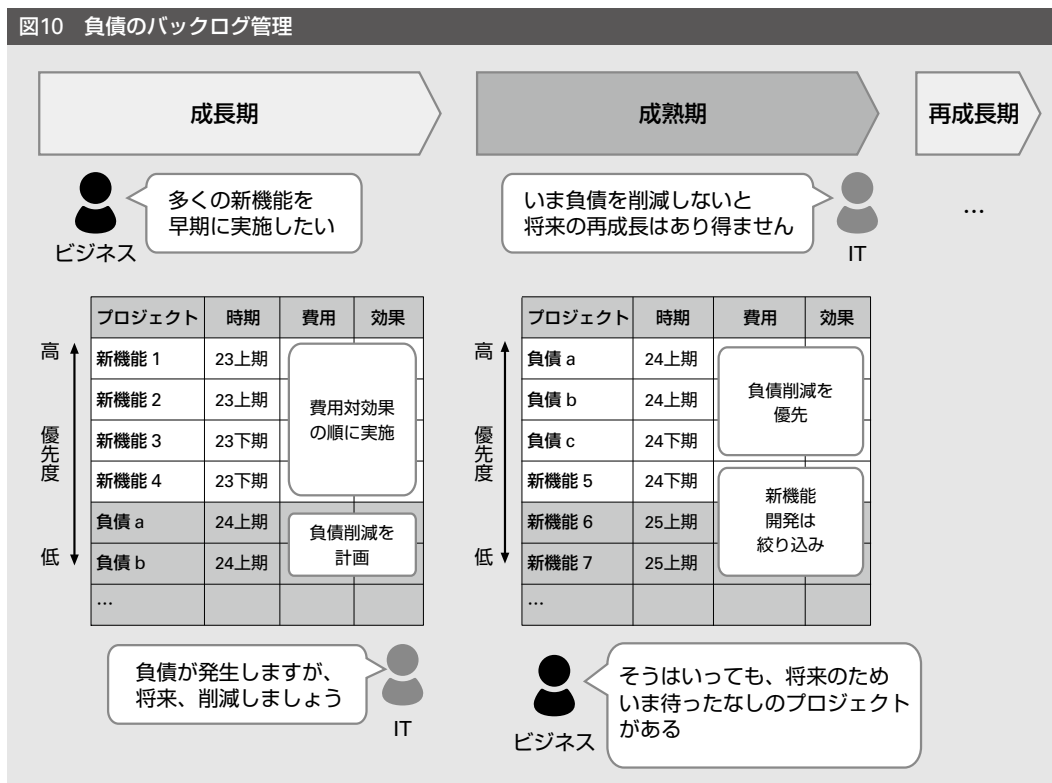 図10 負債のバックログ管理
成長期
成熟期
再成長期
多くの新機能を
早期に実施したい
ビジネス
いま負債を削減しないと
将来の再成長はあり得ません
IT
…
プロジェクト 時期 費用 効果
高
優先度
低
新機能 1 23上期
新機能 2 23上期
新機能 3 23下期
新機能 4 23下期
負債 a 24上期
負債 b 24上期
…
費用対効果
の順に実施
負債削減を
計画
負債が発生しますが、
将来、削減しましょう
IT
プロジェクト 時期 費用 効果
高
優先度
低
負債 a 24上期
負債 b 24上期
負債 c 24下期
新機能 5 24下期
新機能 6 25上期
新機能 7 25上期
…
負債削減を
優先
新機能
開発は
絞り込み
ビジネス
そうはいっても、将来のため
いま待ったなしのプロジェクト
がある